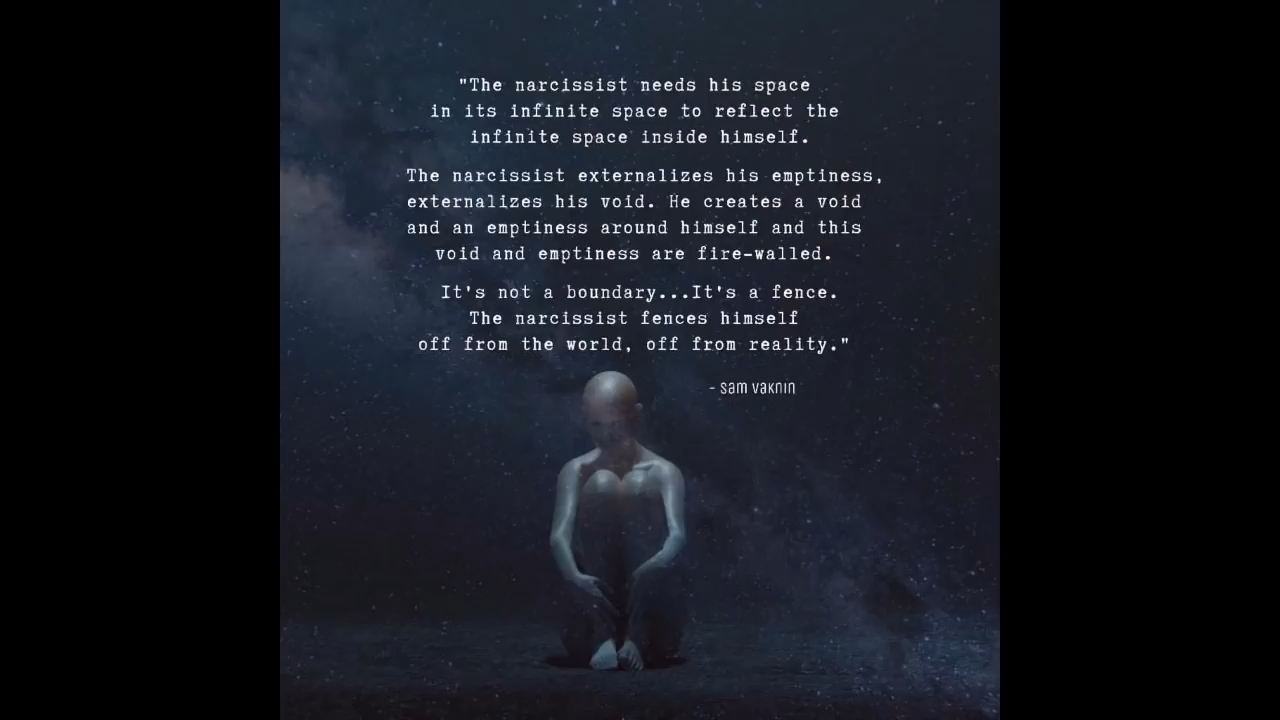 "The narcissist needs his space
in its infinite space to reflect the
infinite space inside himself.
The narcissist externalizes his emptiness,
externalizes his void. He creates a void
and an emptiness around himself and this
void and emptiness are fire-walled.
It's not a boundary...It's a fence.
The narcissist fences himself
off from the world, off from reality."
- sam vaknin